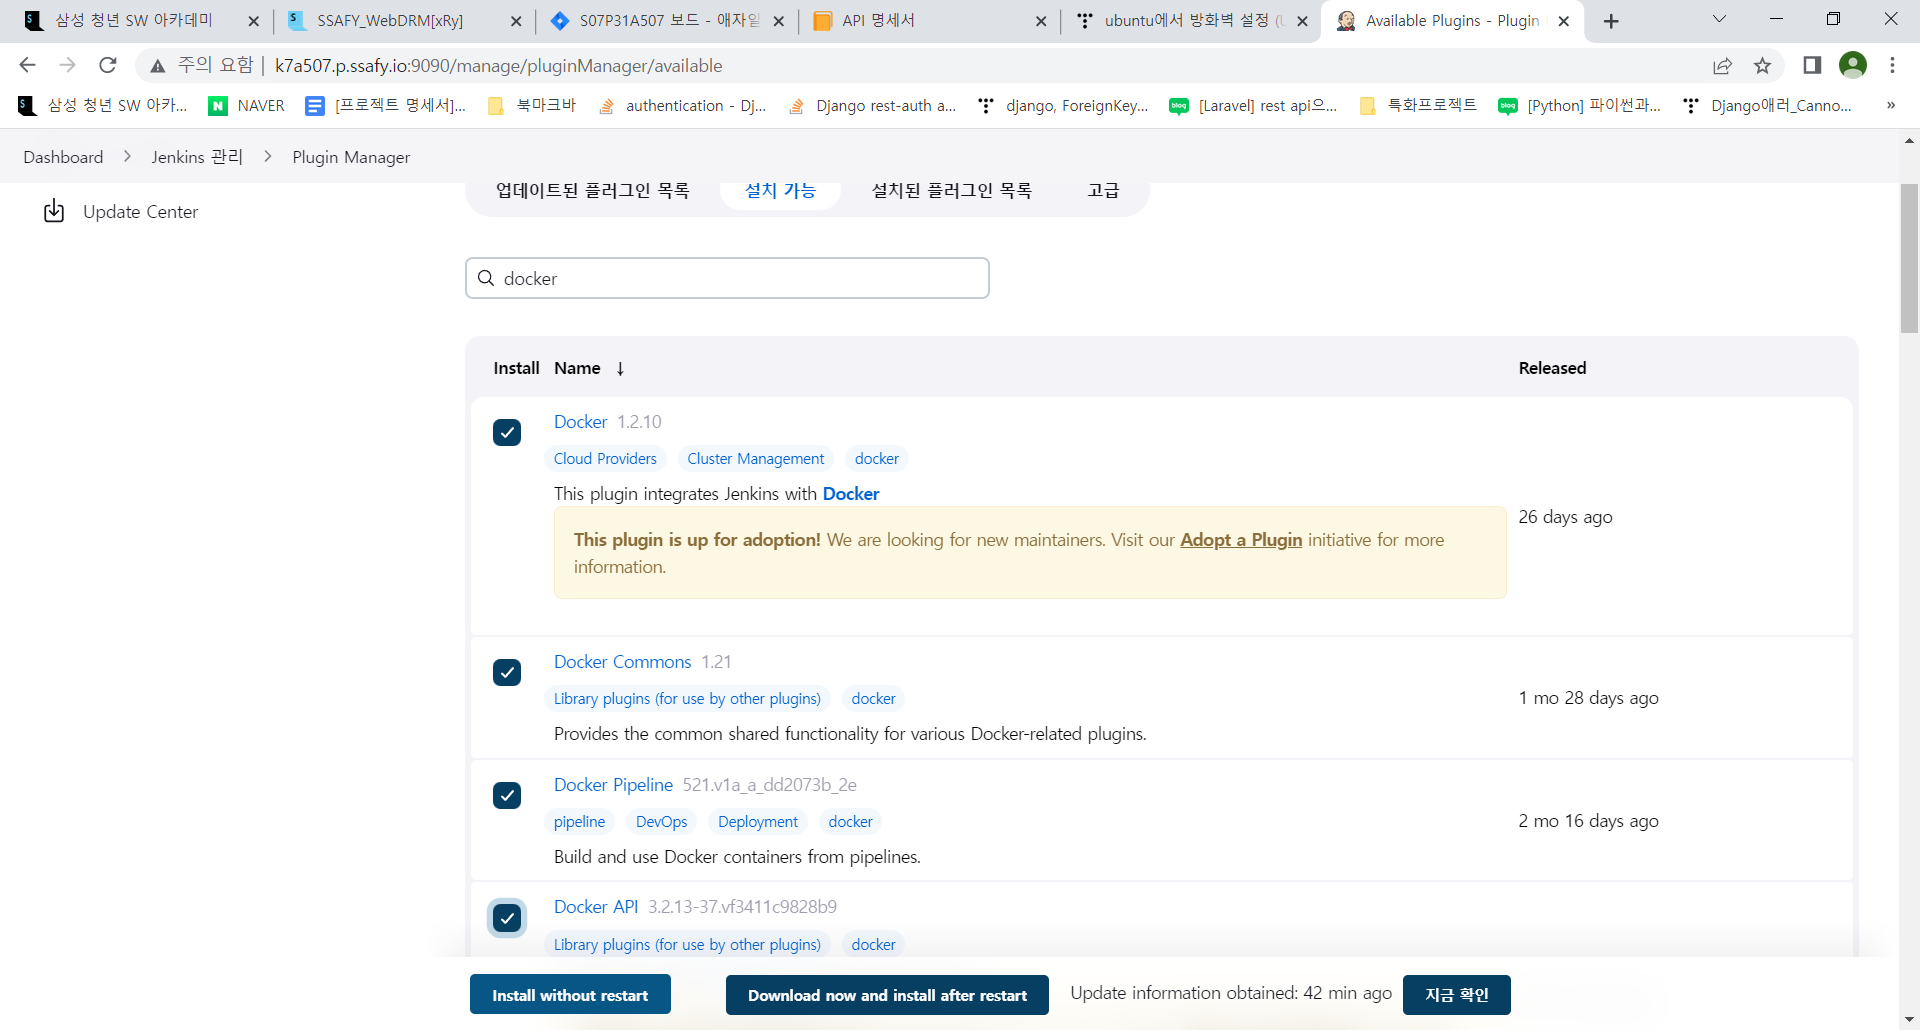 삼성 청년 SW 아카데미
SSAFY_WebDRM[xRy]
S07P31A507 보드 - 애자일
API 명세서
ubuntu에서 방화벽 설정 (U
Available Plugins - Plugin
주의 요함 | k7a507.p.ssafy.io:9090/manage/pluginManager/available
삼성 청년 SW 아카...
NAVER
[프로젝트 명세서]...
북마크바
authentication - Dj...
Django rest-auth a...
django, ForeignKey...
[Laravel] rest api으...
특화프로젝트
[Python] 파이썬과...
Django애러_Canno...
»
Dashboard > Jenkins 관리 > Plugin Manager
업데이트된 플러그인 목록
설치 가능
설치된 플러그인 목록
고급
Update Center
docker
Install Name ↓ Released
Docker 1.2.10
Cloud Providers Cluster Management docker
This plugin integrates Jenkins with Docker
This plugin is up for adoption! We are looking for new maintainers. Visit our Adopt a Plugin initiative for more
information.
26 days ago
Docker Commons 1.21
Library plugins (for use by other plugins) docker
Provides the common shared functionality for various Docker-related plugins.
1 mo 28 days ago
Docker Pipeline 521.v1a_a_dd2073b_2e
pipeline DevOps Deployment docker
Build and use Docker containers from pipelines.
2 mo 16 days ago
Docker API 3.2.13-37.vf3411c9828b9
Library plugins (for use by other plugins) docker
Install without restart
Download now and install after restart
Update information obtained: 42 min ago
지금 확인